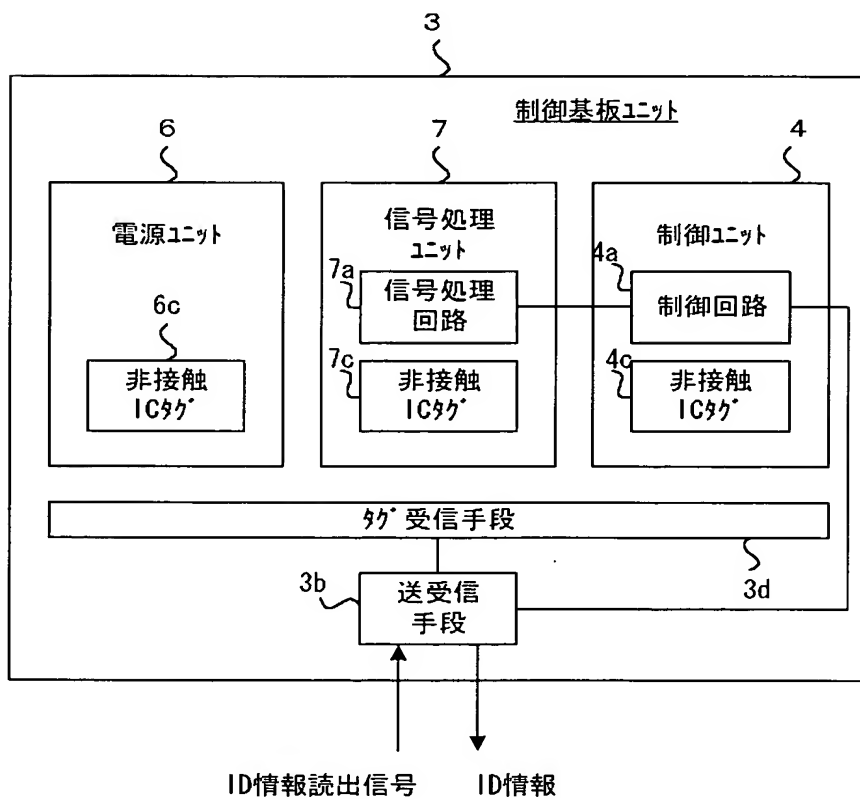 3
制御基板ユニット
6
7
4
電源ユニット
信号処理
ユニット
制御ユニット
7a
信号処理
回路
4a
制御回路
6c
非接触
ICタグ
7c
非接触
ICタグ
4c
非接触
ICタグ
タグ受信手段
3b
送受信
手段
3d
ID情報読出信号
ID情報